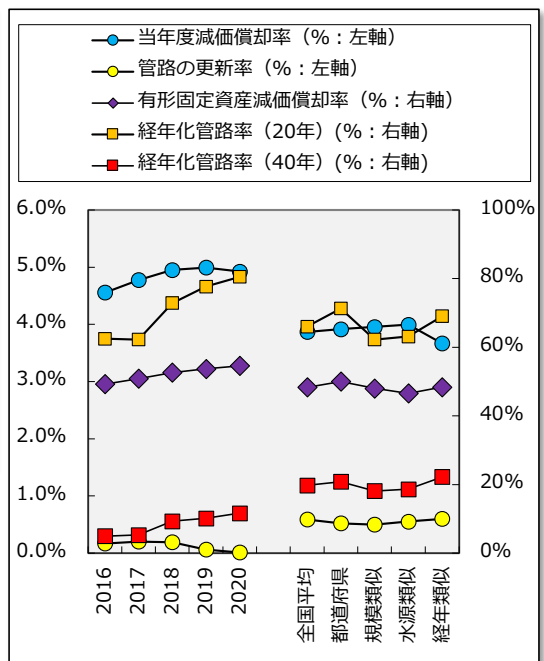 当年度減価償却率（%：左軸）
管路の更新率（%：左軸）
有形固定資産減価償却率（%：右軸）
経年化管路率（20年）(%：右軸)
経年化管路率（40年）(%：右軸)
6.0% 100%
5.0% 80%
4.0% 60%
3.0% 40%
2.0% 20%
1.0% 0%
0.0%
2016
2017
2018
2019
2020
全国平均
都道府県
規模類似
水源類似
経年類似